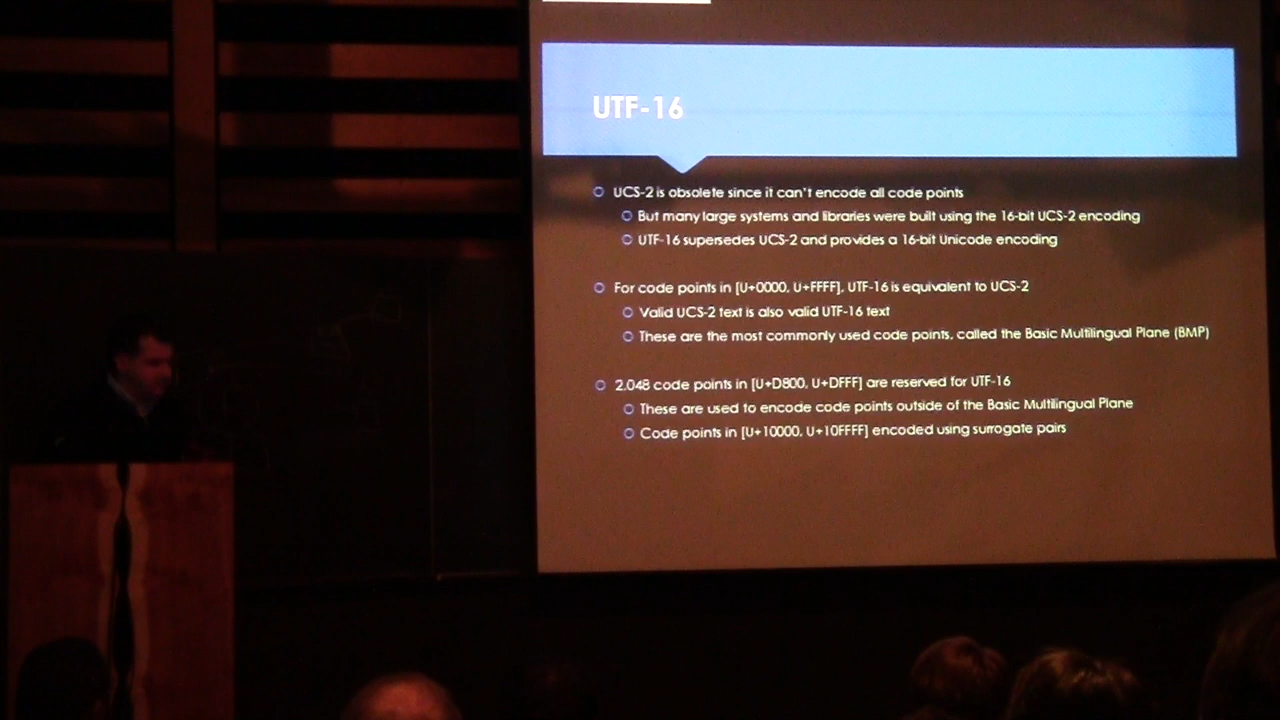 UTF-16
UCS-2 is obsolete since it can't encode all code points
But many large systems and libraries were built using the 16-bit UCS-2 encoding
UTF-16 supersedes UCS-2 and provides a 16-bit Unicode encoding
For code points in [U+0000, U+FFFF], UTF-16 is equivalent to UCS-2
Valid UCS-2 text is also valid UTF-16 text
These are the most commonly used code points, called the Basic Multilingual Plane (BMP)
2,048 code points in [U+D800, U+DFFF] are reserved for UTF-16
These are used to encode code points outside of the Basic Multilingual Plane
Code points in [U+10000, U+10FFFF] encoded using surrogate pairs